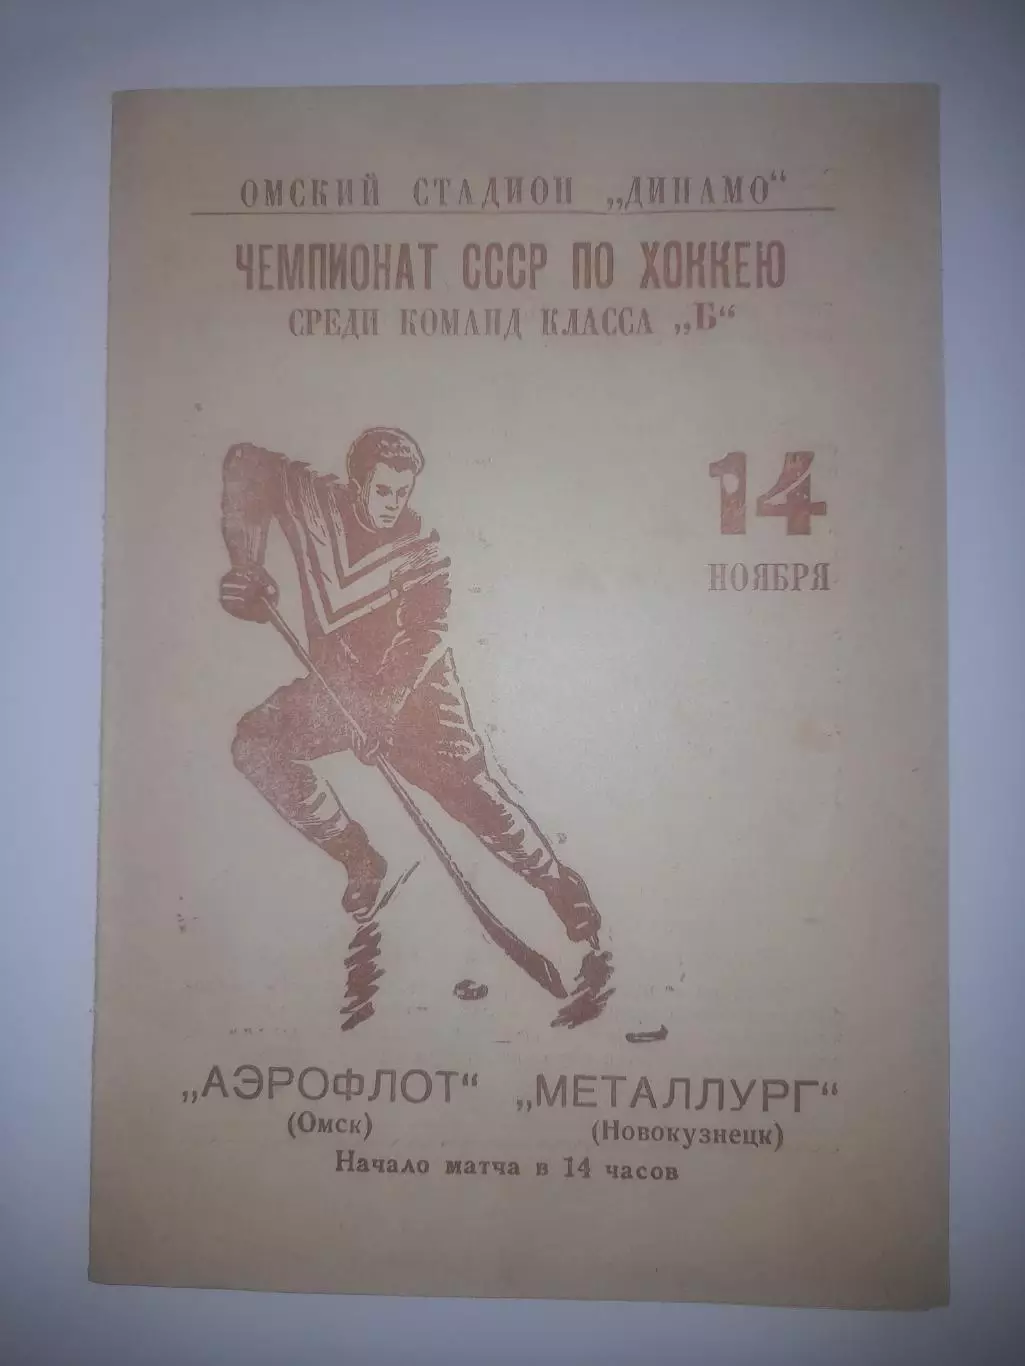 ОМСКИЙ СТАДИОН „ДИНАМО“
ЧЕМПИОНАТ СССР ПО ХОККЕЮ
СРЕДИ КОМАНД КЛАССА „Б“
14
НОЯБРЯ
„АЭРОФЛОТ“ „МЕТАЛЛУРГ“
(Омск) (Новокузнецк)
Начало матча в 14 часов